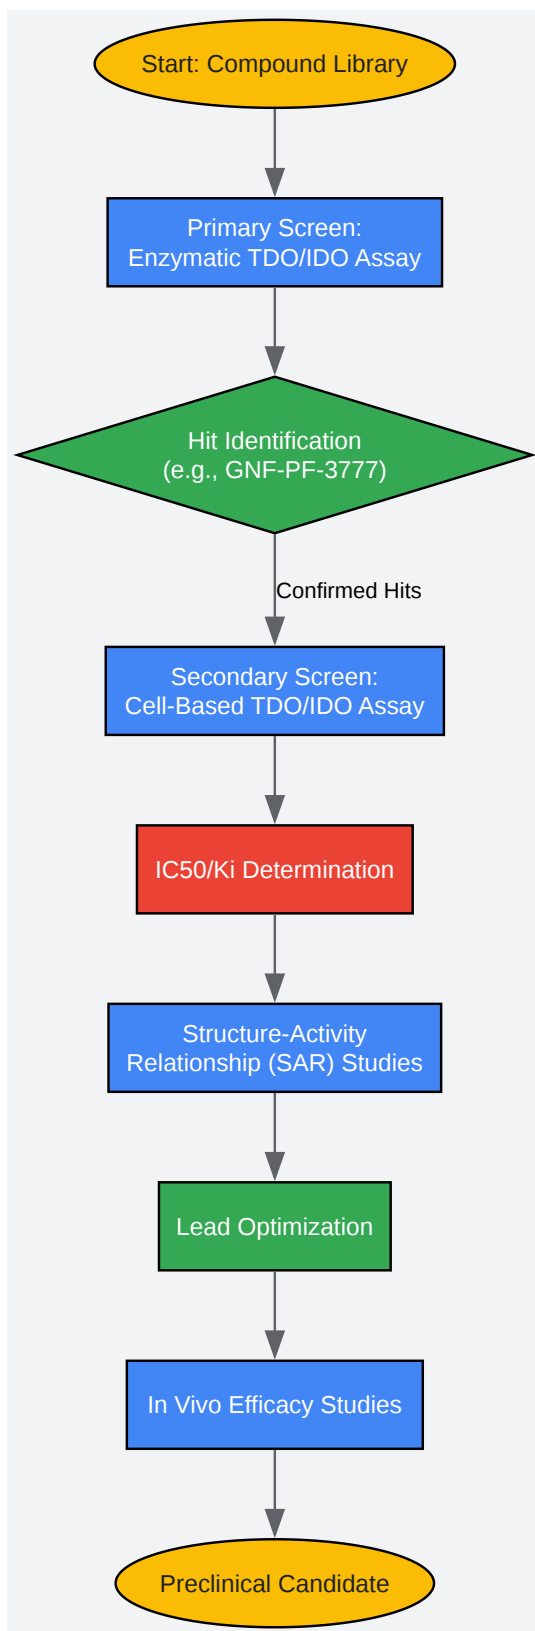 Start: Compound Library
Primary Screen:
Enzymatic TDO/IDO Assay
Hit Identification
(e.g., GNF-PF-3777)
Confirmed Hits
Secondary Screen:
Cell-Based TDO/IDO Assay
IC50/Ki Determination
Structure-Activity
Relationship (SAR) Studies
Lead Optimization
In Vivo Efficacy Studies
Preclinical Candidate